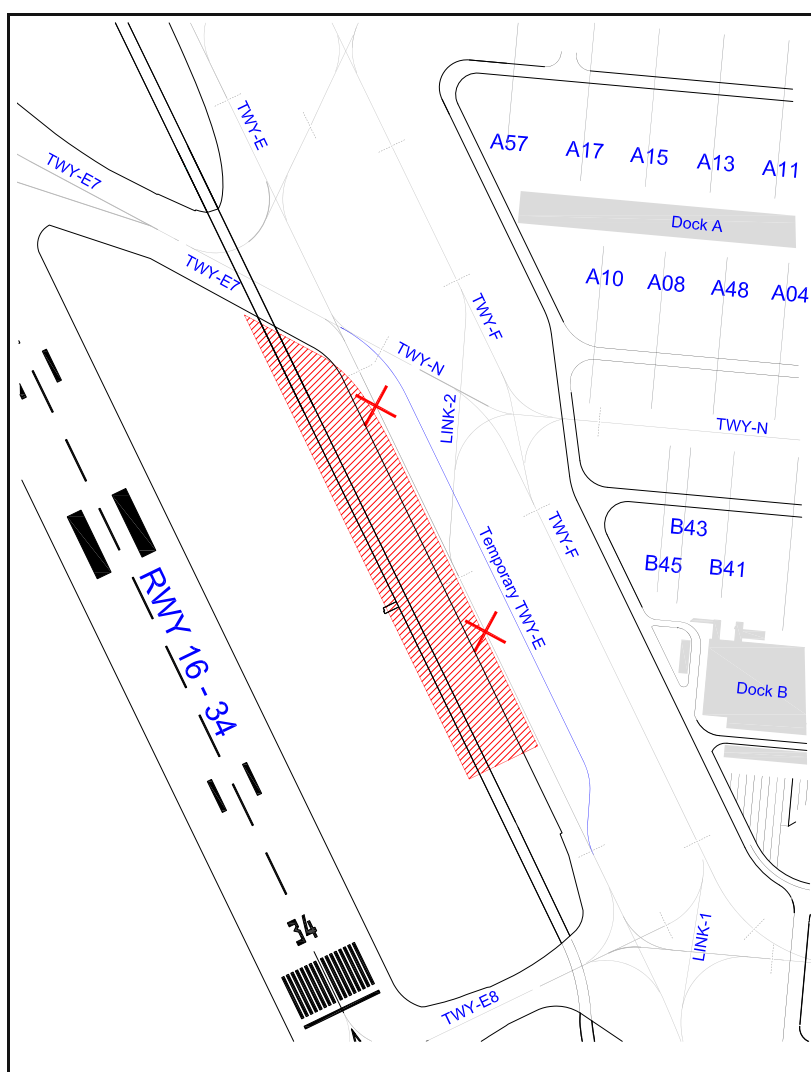 TWY-E
A57
A17
A15
A13
A11
TWY-E7
Dock A
TWY-E7
A10
A08
A48
A04
TWY-F
TWY-N
LINK-2
TWY-N
B43
TWY-F
B45
B41
Temporary TWY-E
RWY 16 - 34
Dock B
34
LINK-1
TWY-E8